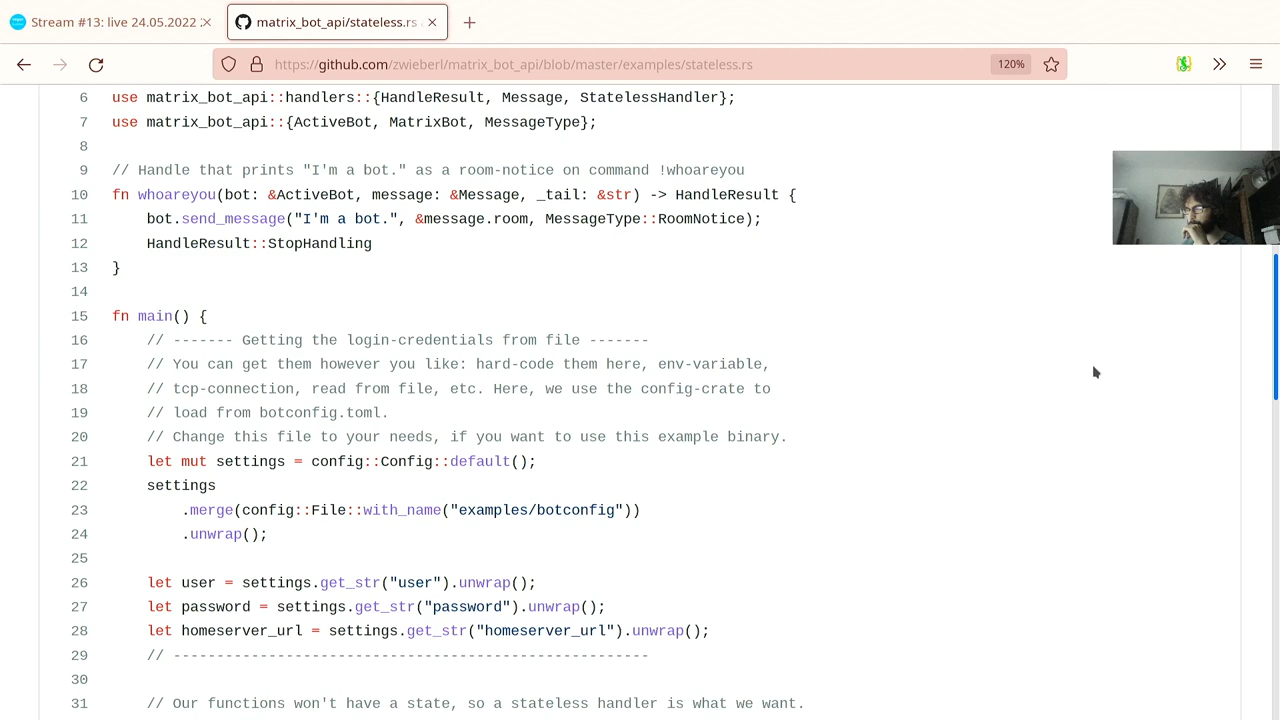 Stream #13: live 24.05.2022
matrix_bot_api/stateless.rs
https://github.com/zwieberl/matrix_bot_api/blob/master/examples/stateless.rs
120%
6 use matrix_bot_api::handlers::{HandleResult, Message, StatelessHandler};
7 use matrix_bot_api::{ActiveBot, MatrixBot, MessageType};
8
9 // Handle that prints "I'm a bot." as a room-notice on command !whoareyou
10 fn whoareyou(bot: &ActiveBot, message: &Message, _tail: &str) -> HandleResult {
11 bot.send_message("I'm a bot.", &message.room, MessageType::RoomNotice);
12 HandleResult::StopHandling
13 }
14
15 fn main() {
16 // ------- Getting the login-credentials from file -------
17 // You can get them however you like: hard-code them here, env-variable,
18 // tcp-connection, read from file, etc. Here, we use the config-crate to
19 // load from botconfig.toml.
20 // Change this file to your needs, if you want to use this example binary.
21 let mut settings = config::Config::default();
22 settings
23 .merge(config::File::with_name("examples/botconfig"))
24 .unwrap();
25
26 let user = settings.get_str("user").unwrap();
27 let password = settings.get_str("password").unwrap();
28 let homeserver_url = settings.get_str("homeserver_url").unwrap();
29 // -------------------------------------------------------
30
31 // Our functions won't have a state, so a stateless handler is what we want.